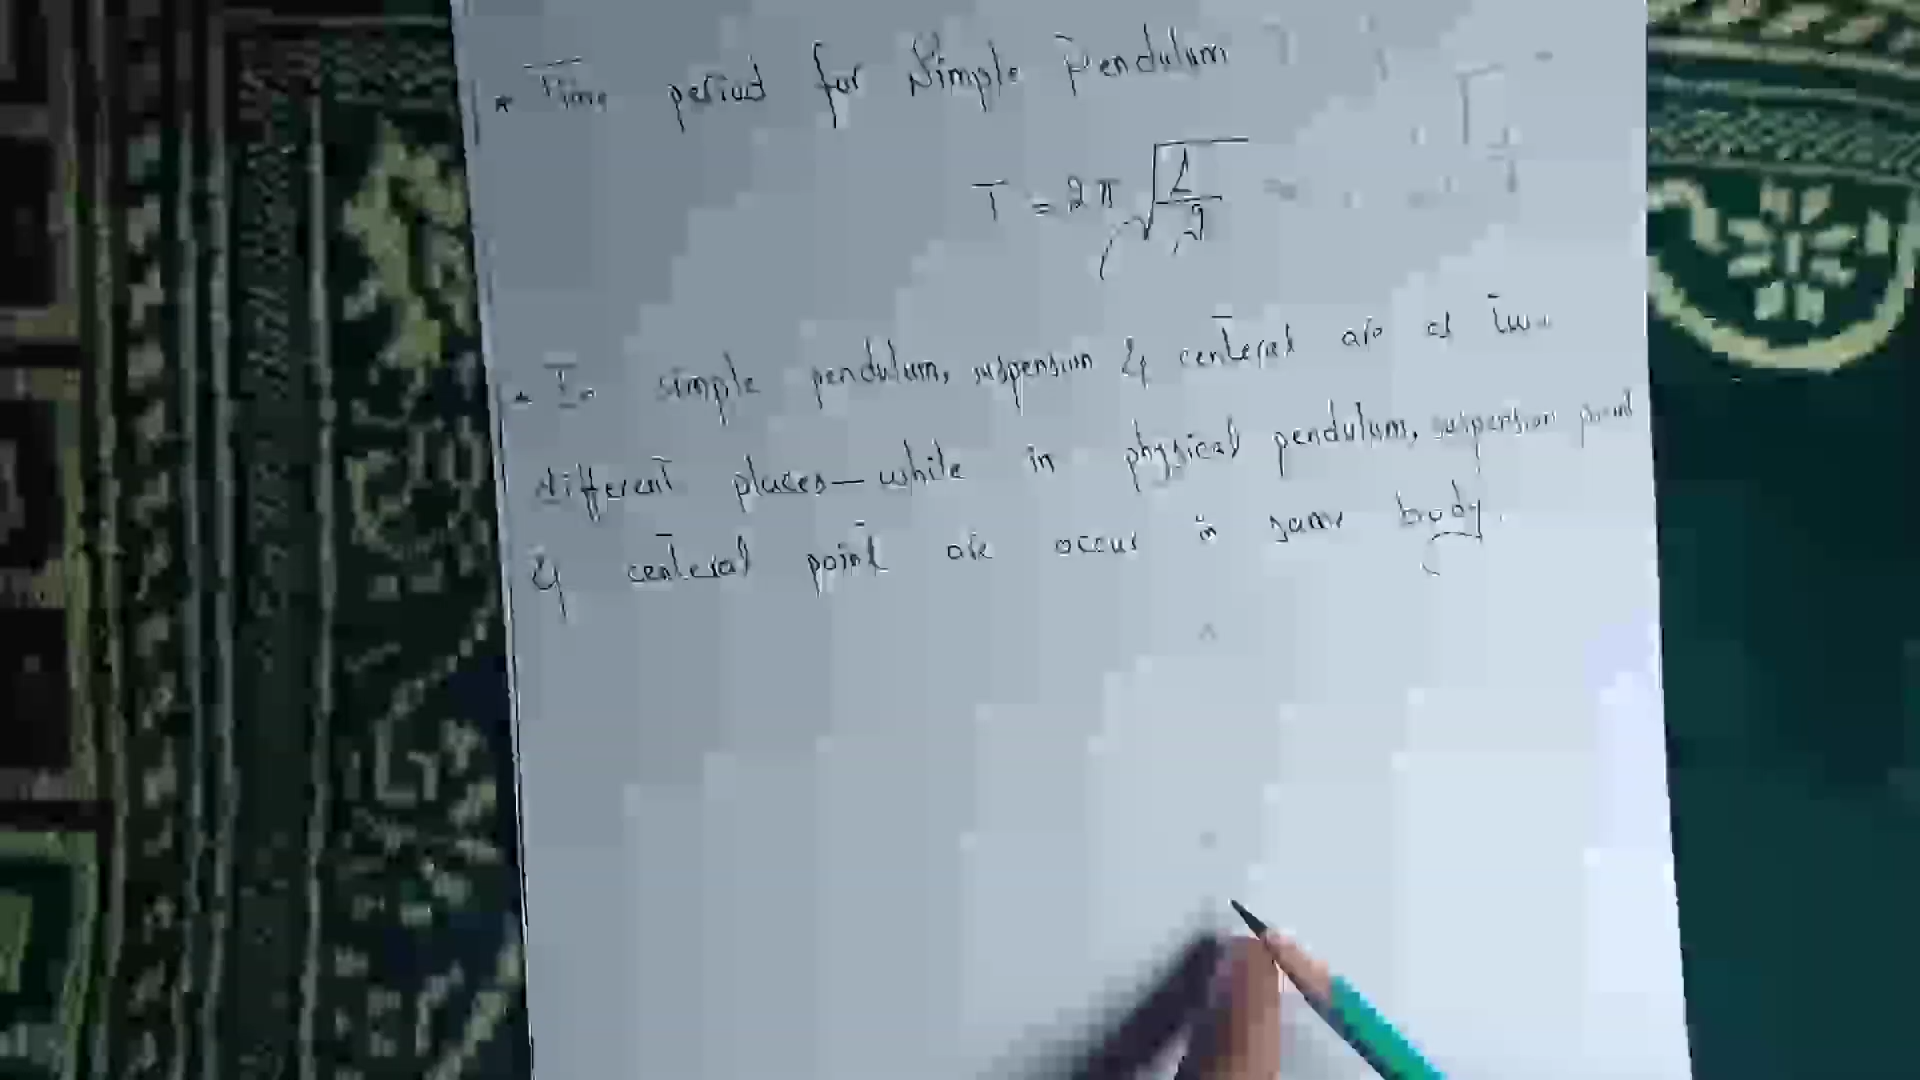 * Time period for Simple Pendulum
T = 2π √L/g =
* In simple pendulum, suspension & centeral are at two
different places — while in physical pendulum, suspension point
& centeral point are occur in same body.